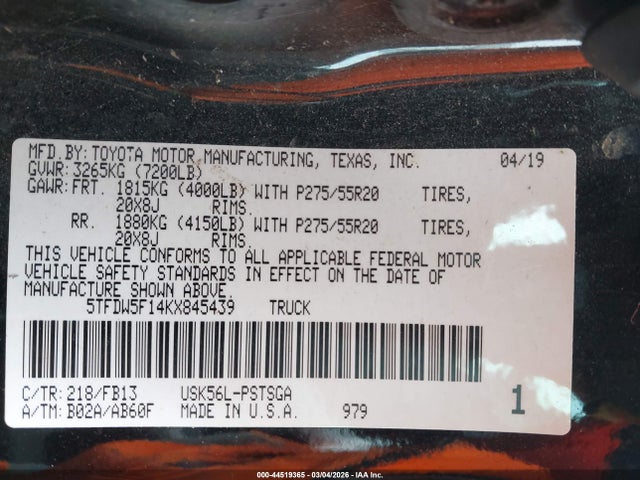 MFD.BY: TOYOTA MOTOR MANUFACTURING, TEXAS, INC. 04/19
GVWR: 3265KG (7200LB)
GAWR: FRT. 1815KG (4000LB) WITH P275/55R20 TIRES,
20X8J RIMS.
RR. 1880KG (4150LB) WITH P275/55R20 TIRES,
20X8J RIMS.
THIS VEHICLE CONFORMS TO ALL APPLICABLE FEDERAL MOTOR
VEHICLE SAFETY STANDARDS IN EFFECT ON THE DATE OF
MANUFACTURE SHOWN ABOVE.
5TFDW5F14KX845439 TRUCK
C/TR: 218/FB13 USK56L-PSTSGA
A/TM: B02A/AB60F MADE IN U.S.A. 979 1
000-44519365 | 03/04/2026 - IAA Inc.